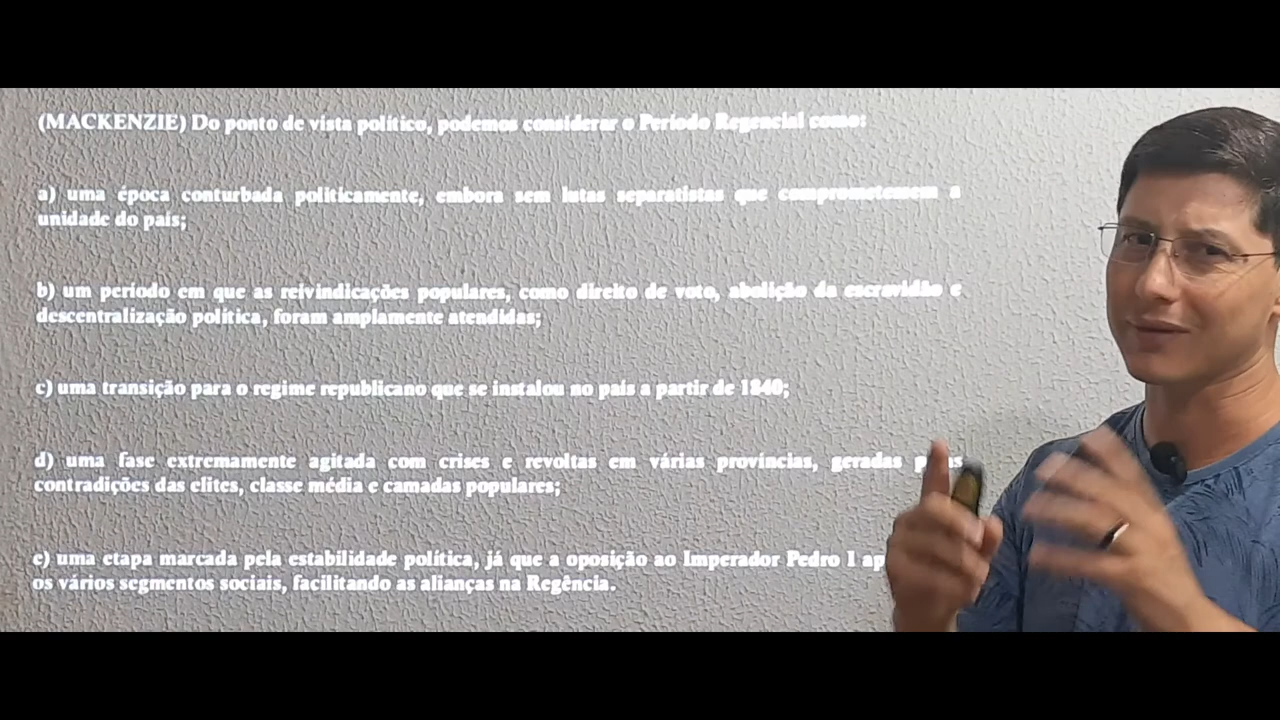 (MACKENZIE) Do ponto de vista político, podemos considerar o Período Regencial como:
a) uma época conturbada politicamente, embora sem lutas separatistas que comprometessem a
unidade do país;
b) um período em que as reivindicações populares, como direito de voto, abolição da escravidão e
descentralização política, foram amplamente atendidas;
c) uma transição para o regime republicano que se instalou no país a partir de 1840;
d) uma fase extremamente agitada com crises e revoltas em várias províncias, geradas
contradições das elites, classe média e camadas populares;
e) uma etapa marcada pela estabilidade política, já que a oposição ao Imperador Pedro I
os vários segmentos sociais, facilitando as alianças na Regência.